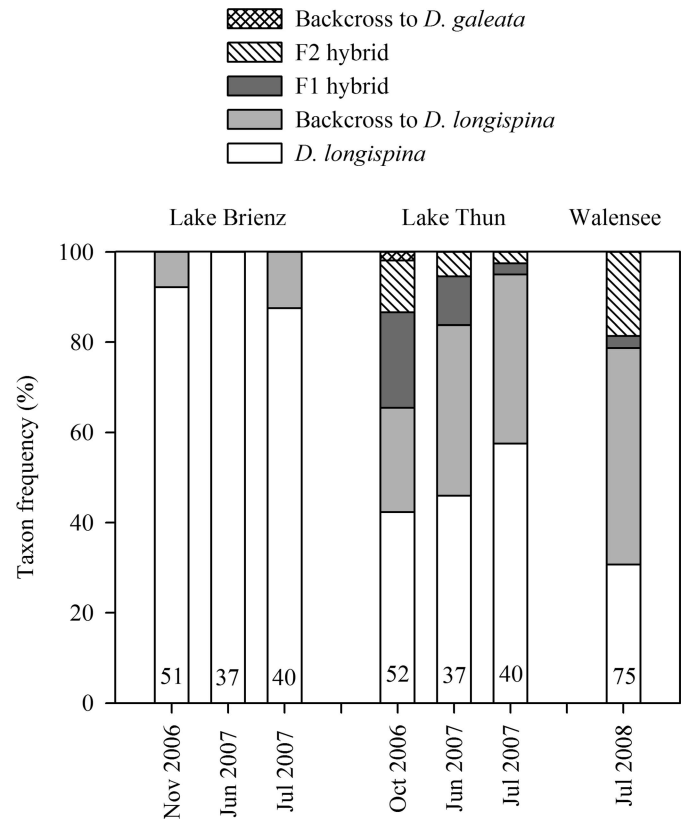 Backcross to D. galeata
F2 hybrid
F1 hybrid
Backcross to D. longispina
D. longispina
Lake Brienz
Lake Thun
Walensee
Taxon frequency (%)
100
80
60
40
20
0
51
37
40
52
37
40
75
Nov 2006
Jun 2007
Jul 2007
Oct 2006
Jun 2007
Jul 2007
Jul 2008